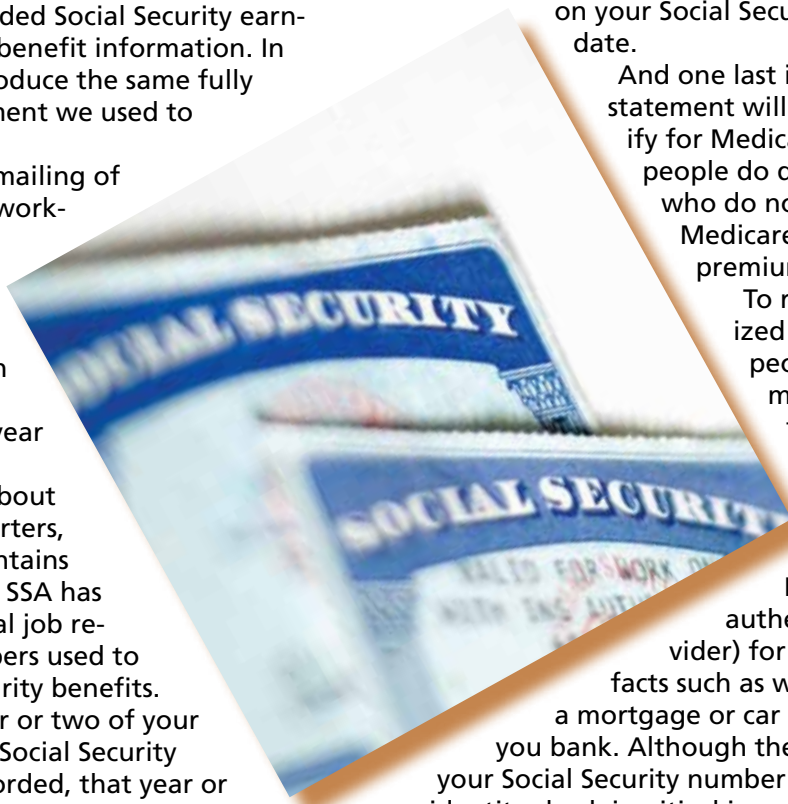 ded Social Security earn-
benefit information. In
oduce the same fully
ment we used to
mailing of
work-
n
year
bout
rters,
ntains
SSA has
al job re-
bers used to
rity benefits.
r or two of your
Social Security
orded, that year or
SOCIAL SECURITY
SOCIAL SECURITY
VALID FOR WORK
WITH INS
on your Social Secu
date.
And one last i
statement will
ify for Medica
people do
who do no
Medicare
premium
To r
ized
peo
m
authe
vider) for
facts such as w
a mortgage or car
you bank. Although the
your Social Security number